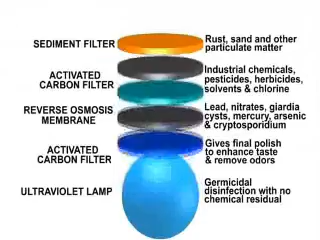 SEDIMENT FILTER
Rust, sand and other
particulate matter
ACTIVATED
CARBON FILTER
Industrial chemicals,
pesticides, herbicides,
solvents & chlorine
REVERSE OSMOSIS
MEMBRANE
Lead, nitrates, giardia
cysts, mercury, arsenic
& cryptosporidium
ACTIVATED
CARBON FILTER
Gives final polish
to enhance taste
& remove odors
ULTRAVIOLET LAMP
Germicidal
disinfection with no
chemical residual